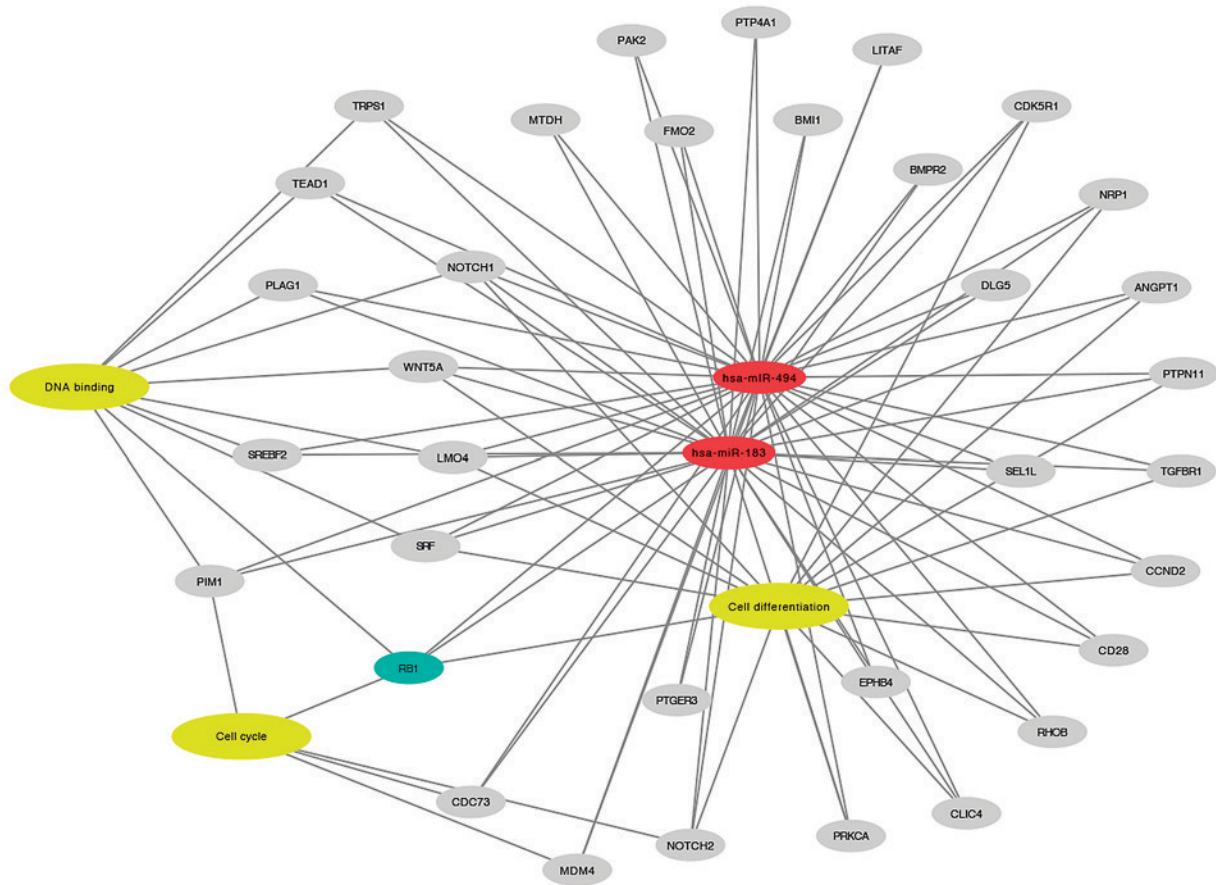 PTP4A1
PAK2
LITAF
TRPS1
CDK5R1
MTDH
BMI1
FMO2
BMPR2
TEAD1
NRP1
NOTCH1
PLAG1
DLG5
ANGPT1
WNT5A
PTPN11
hsa-mIR-494
DNA binding
hsa-miR-183
SREBF2
LMO4
SEL1L
TGFBR1
SRF
CCND2
PIM1
Cell differentiation
CD28
RB1
EPHB4
PTGER3
RHOB
Cell cycle
CDC73
CLIC4
PRKCA
NOTCH2
MDM4